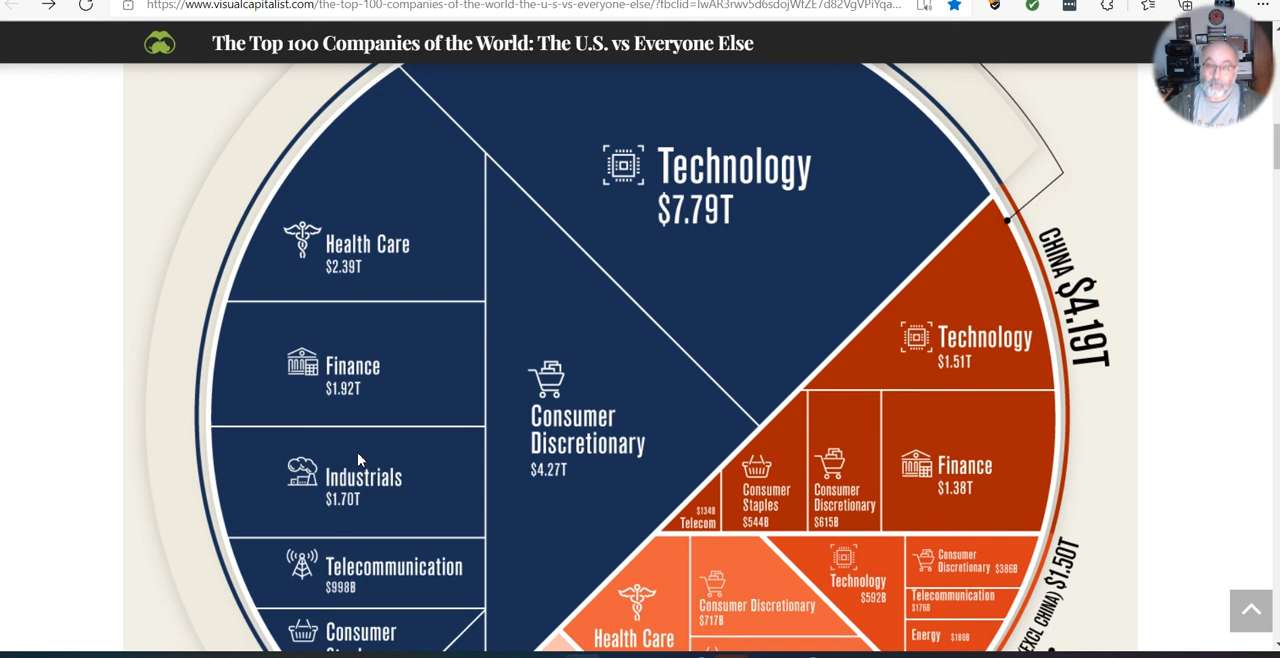 https://www.visualcapitalist.com/the-top-100-companies-of-the-world-the-u-s-vs-everyone-else/?fbclid=IwAR3rwv5d6sdojWfZE7d82VgVPiYqa...
The Top 100 Companies of the World: The U.S. vs Everyone Else
Technology
$7.79T
Health Care
$2.39T
Finance
$1.92T
Industrials
$1.70T
Telecommunication
$998B
Consumer
Consumer
Discretionary
$4.27T
CHINA $4.19T
Technology
$1.51T
Finance
$1.38T
Consumer
Discretionary
$615B
Consumer
Staples
$544B
$134B
Telecom
Health Care
Consumer Discretionary
$717B
Technology
$592B
Consumer
Discretionary $386B
Telecommunication
$176B
Energy $180B
(EXCL CHINA) $1.50T